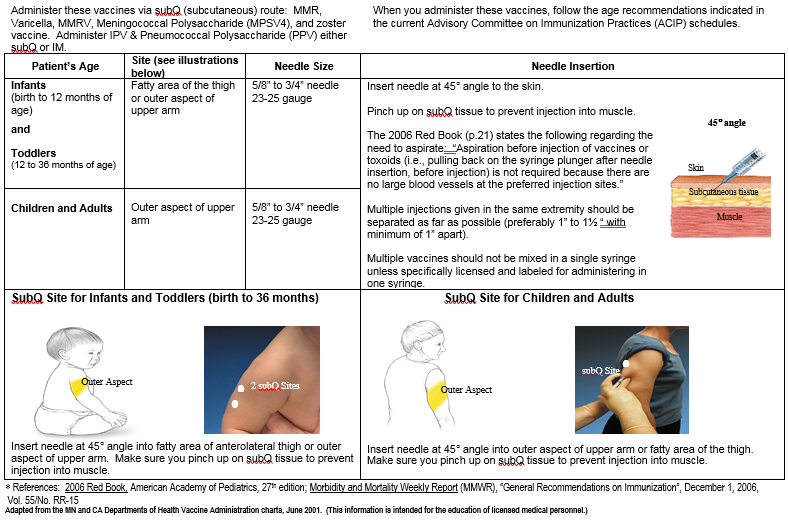 Administer these vaccines via subQ (subcutaneous) route:  MMR,
Varicella, MMRV, Meningococcal Polysaccharide (MPSV4), and zoster
vaccine.  Administer IPV & Pneumococcal Polysaccharide (PPV) either
subQ or IM.
When you administer these vaccines, follow the age recommendations indicated in
the current Advisory Committee on Immunization Practices (ACIP) schedules.
Patient's Age
Site (see illustrations
below)
Needle Size
Needle Insertion
Infants
(birth to 12 months of
age)
and
Toddlers
(12 to 36 months of age)
Fatty area of the thigh
or outer aspect of
upper arm
5/8" to 3/4" needle
23-25 gauge
Children and Adults
Outer aspect of upper
arm
5/8" to 3/4" needle
23-25 gauge
Insert needle at 45° angle to the skin.
Pinch up on subQ tissue to prevent injection into muscle.
The 2006 Red Book (p.21) states the following regarding the
need to aspirate:  "Aspiration before injection of vaccines or
toxoids (i.e., pulling back on the syringe plunger after needle
insertion, before injection) is not required because there are
no large blood vessels at the preferred injection sites."
Multiple injections given in the same extremity should be
separated as far as possible (preferably 1" to 1½ " with
minimum of 1" apart).
Multiple vaccines should not be mixed in a single syringe
unless specifically licensed and labeled for administering in
one syringe.
45° angle
Skin
Subcutaneous tissue
Muscle
SubQ Site for Infants and Toddlers (birth to 36 months)
Outer Aspect
2 subQ Sites
Insert needle at 45° angle into fatty area of anterolateral thigh or outer
aspect of upper arm.  Make sure you pinch up on subQ tissue to prevent
injection into muscle.
SubQ Site for Children and Adults
Outer Aspect
subQ Site
Insert needle at 45° angle into outer aspect of upper arm or fatty area of the thigh.
Make sure you pinch up on subQ tissue to prevent injection into muscle.
* References:  2006 Red Book, American Academy of Pediatrics, 27th edition; Morbidity and Mortality Weekly Report (MMWR), "General Recommendations on Immunization", December 1, 2006,
Vol. 55/No. RR-15
Adapted from the MN and CA Departments of Health Vaccine Administration charts, June 2001.  (This information is intended for the education of licensed medical personnel.)